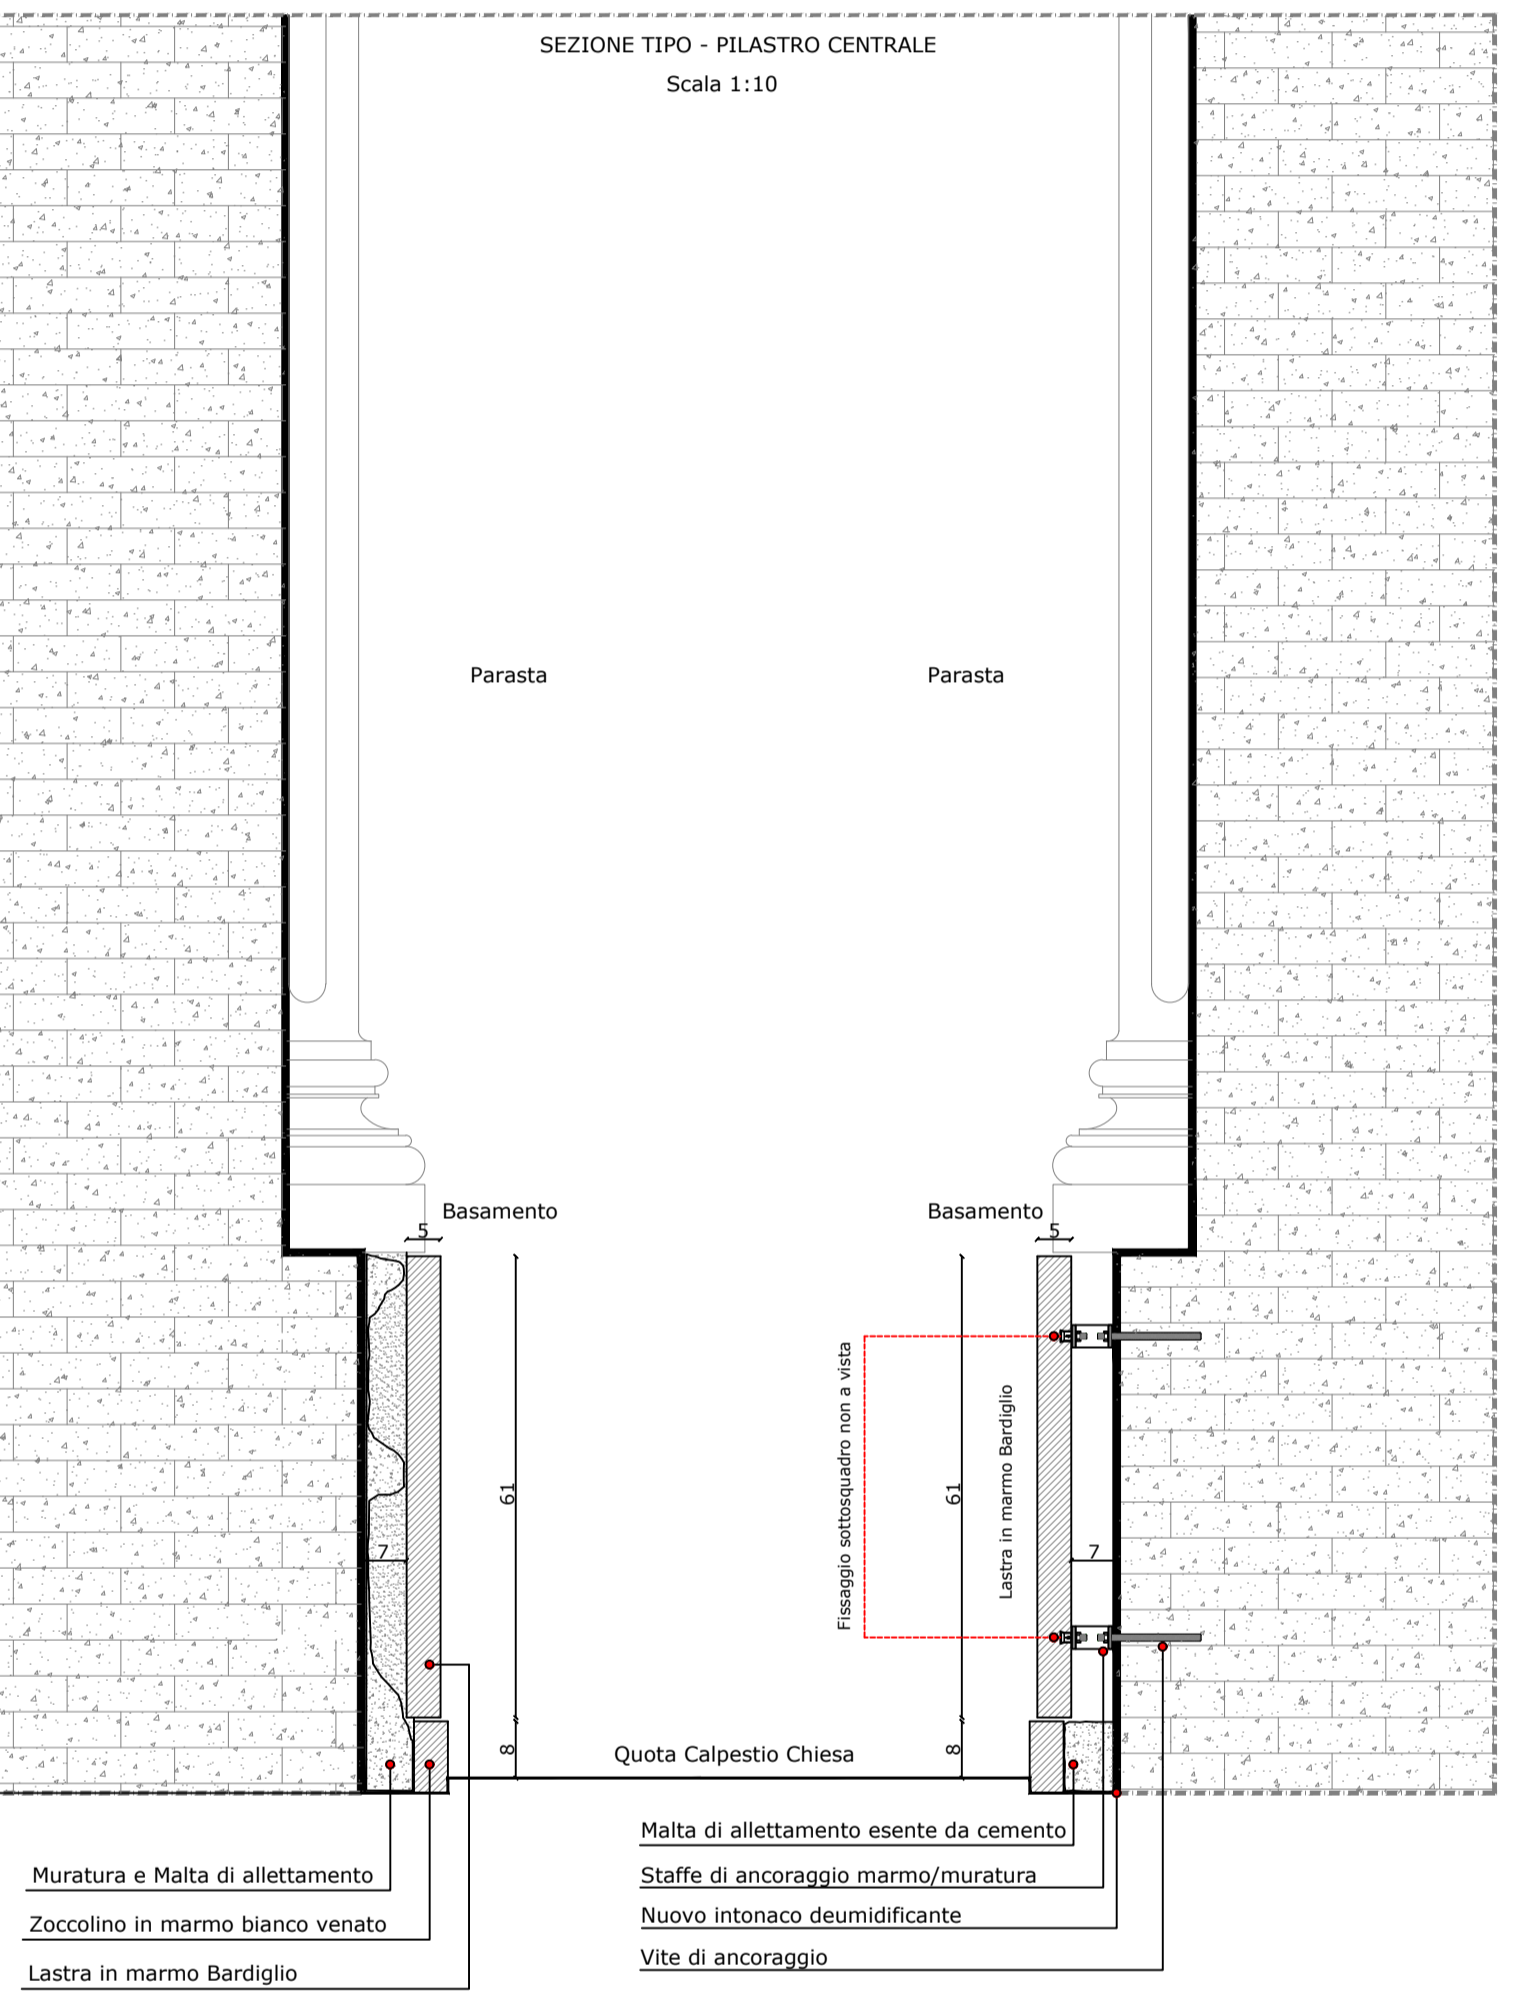 SEZIONE TIPO - PILASTRO CENTRALE
Scala 1:10
Parasta
Parasta
Basamento
Basamento
5
5
61
61
Fissaggio sottosquadro non a vista
Lastra in marmo Bardiglio
7
7
8
8
Quota Calpestio Chiesa
Malta di allettamento esente da cemento
Staffe di ancoraggio marmo/muratura
Nuovo intonaco deumidificante
Vite di ancoraggio
Muratura e Malta di allettamento
Zoccolino in marmo bianco venato
Lastra in marmo Bardiglio